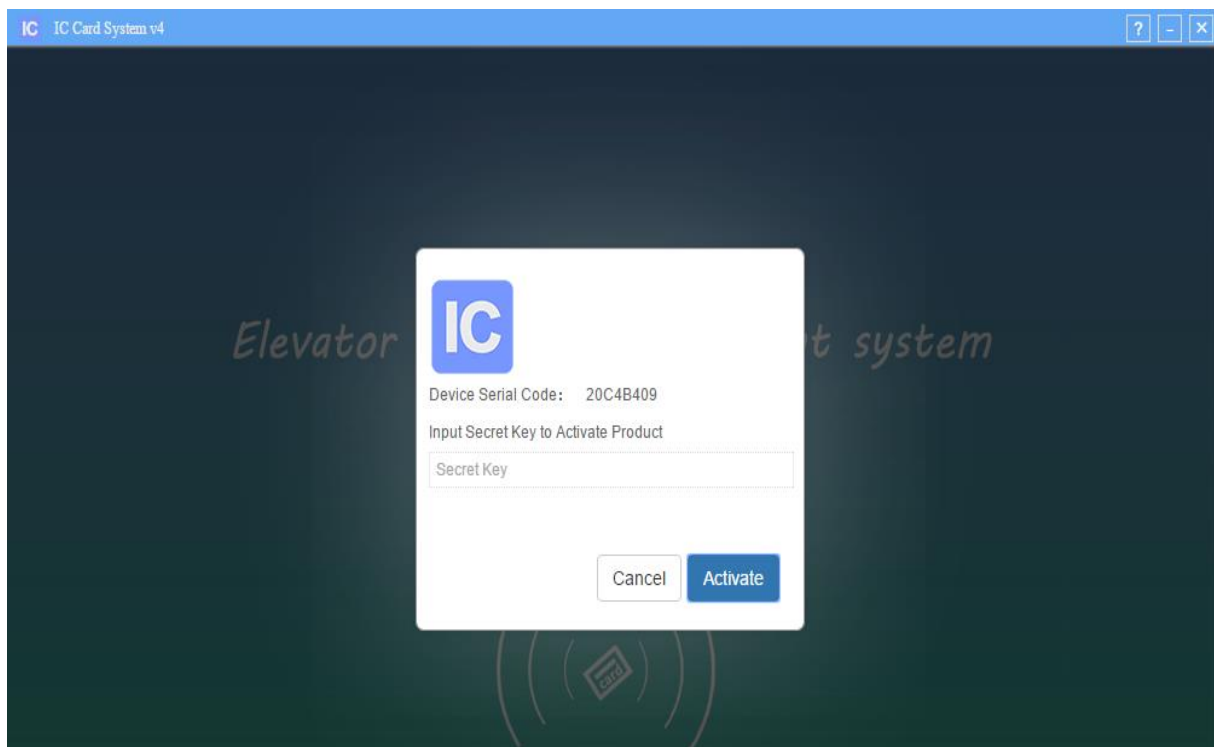 IC IC Card System v4 ? - X
IC
Elevator t system
Device Serial Code: 20C4B409
Input Secret Key to Activate Product
Secret Key
Cancel Activate
card